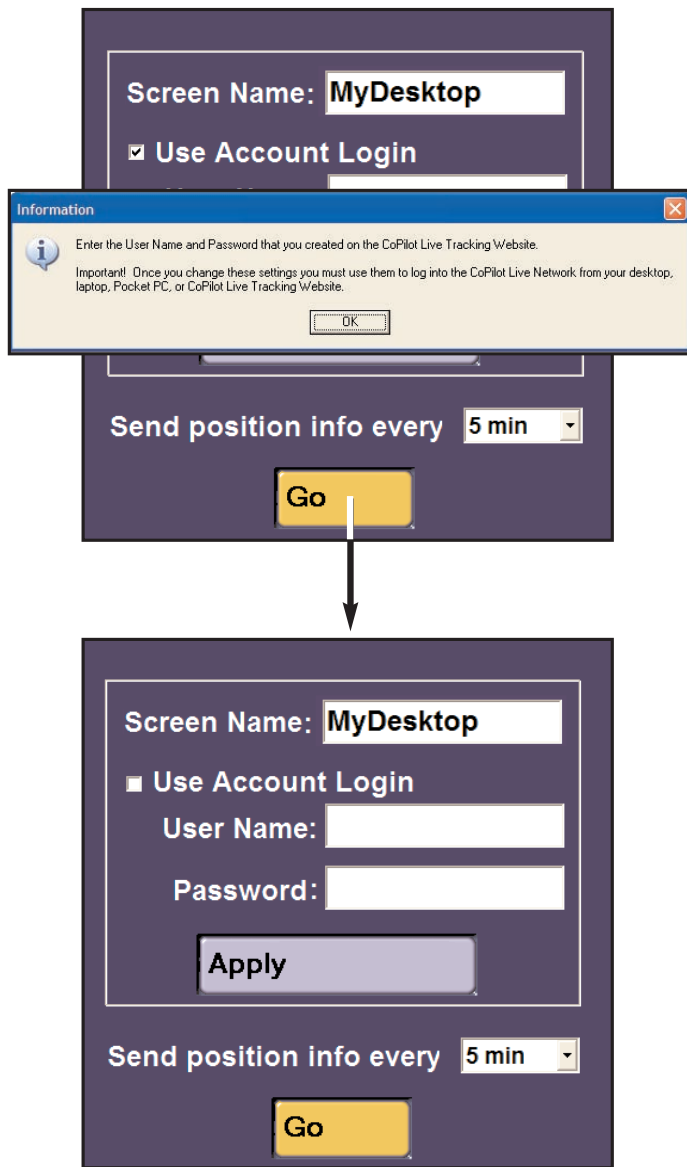 Screen Name: MyDesktop
Use Account Login
Information
Enter the User Name and Password that you created on the CoPilot Live Tracking Website.
Important! Once you change these settings you must use them to log into the CoPilot Live Network from your desktop,
laptop, Pocket PC, or CoPilot Live Tracking Website.
OK
Send position info every 5 min
Go
Screen Name: MyDesktop
Use Account Login
User Name:
Password:
Apply
Send position info every 5 min
Go